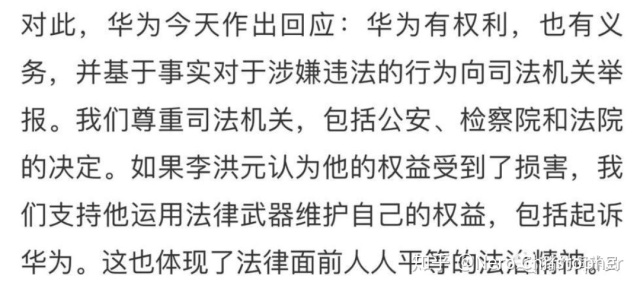 对此，华为今天作出回应：华为有权利，也有义
务，并基于事实对于涉嫌违法的行为向司法机关举
报。我们尊重司法机关，包括公安、检察院和法院
的决定。如果李洪元认为他的权益受到了损害，我
们支持他运用法律武器维护自己的权益，包括起诉
华为。这也体现了法律面前人人平等的法治精神。
知乎